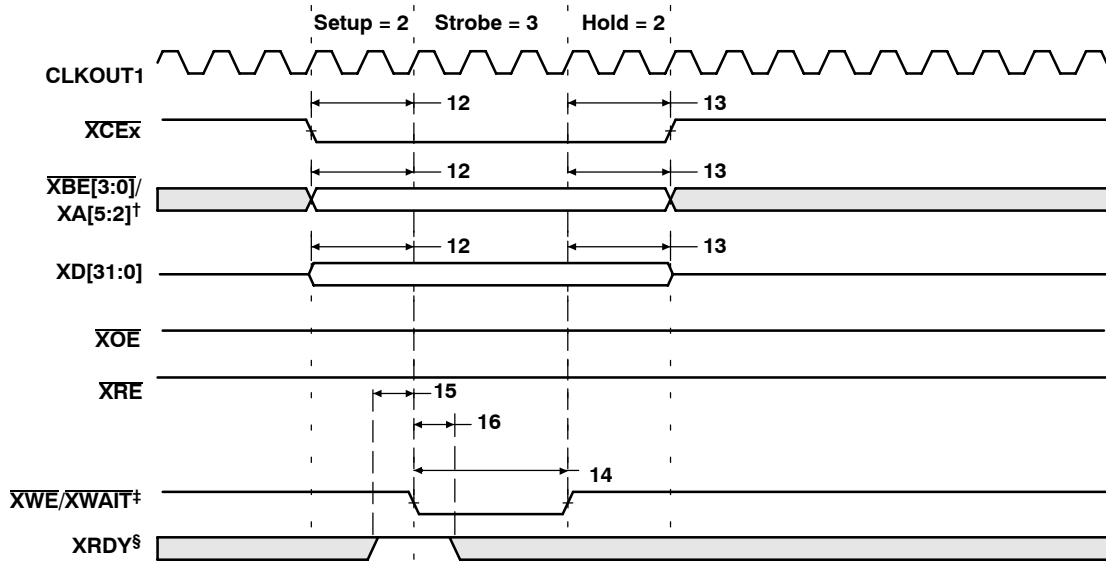 Setup = 2 Strobe = 3 Hold = 2
CLKOUT1
12 13
XCEx
12 13
XBE[3:0]/
XA[5:2]†
12 13
XD[31:0]
XOE
XRE
15
16
14
XWE/XWAIT‡
XRDY§